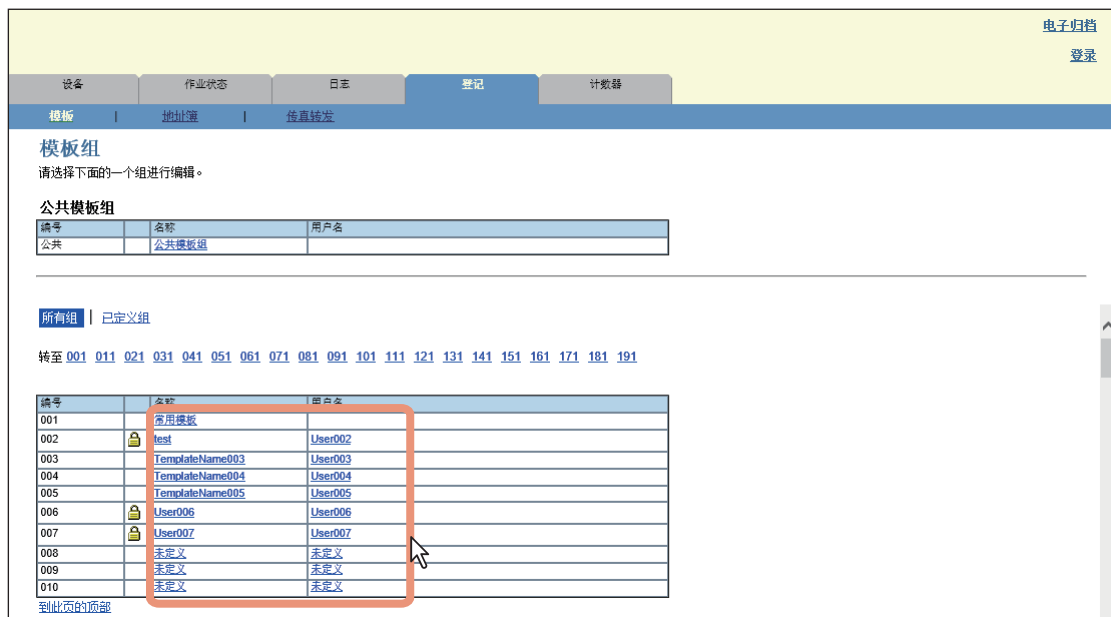 电子归档
登录
设备 作业状态 日志 登记 计数器
模板 | 地址簿 | 传真转发
模板组
请选择下面的一个组进行编辑。
公共模板组
编号 名称 用户名
公共 公共模板组
所有组 | 已定义组
转至 001 011 021 031 041 051 061 071 081 091 101 111 121 131 141 151 161 171 181 191
编号 名称 用户名
001 常用模板
002 test User002
003 TemplateName003 User003
004 TemplateName004 User004
005 TemplateName005 User005
006 User006 User006
007 User007 User007
008 未定义 未定义
009 未定义 未定义
010 未定义 未定义
到此页的顶部